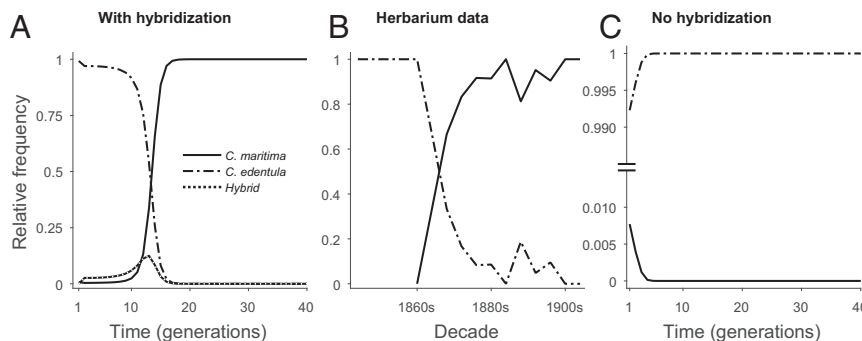 A
With hybridization
Relative frequency
1
0.75
0.5
0.25
0
C. maritima
C. edentula
Hybrid
1
10
20
30
40
Time (generations)
B
Herbarium data
1
0.8
0.6
0.4
0.2
0
1860s
1880s
1900s
Decade
C
No hybridization
1
0.995
0.990
0.010
0.005
0
1
10
20
30
40
Time (generations)